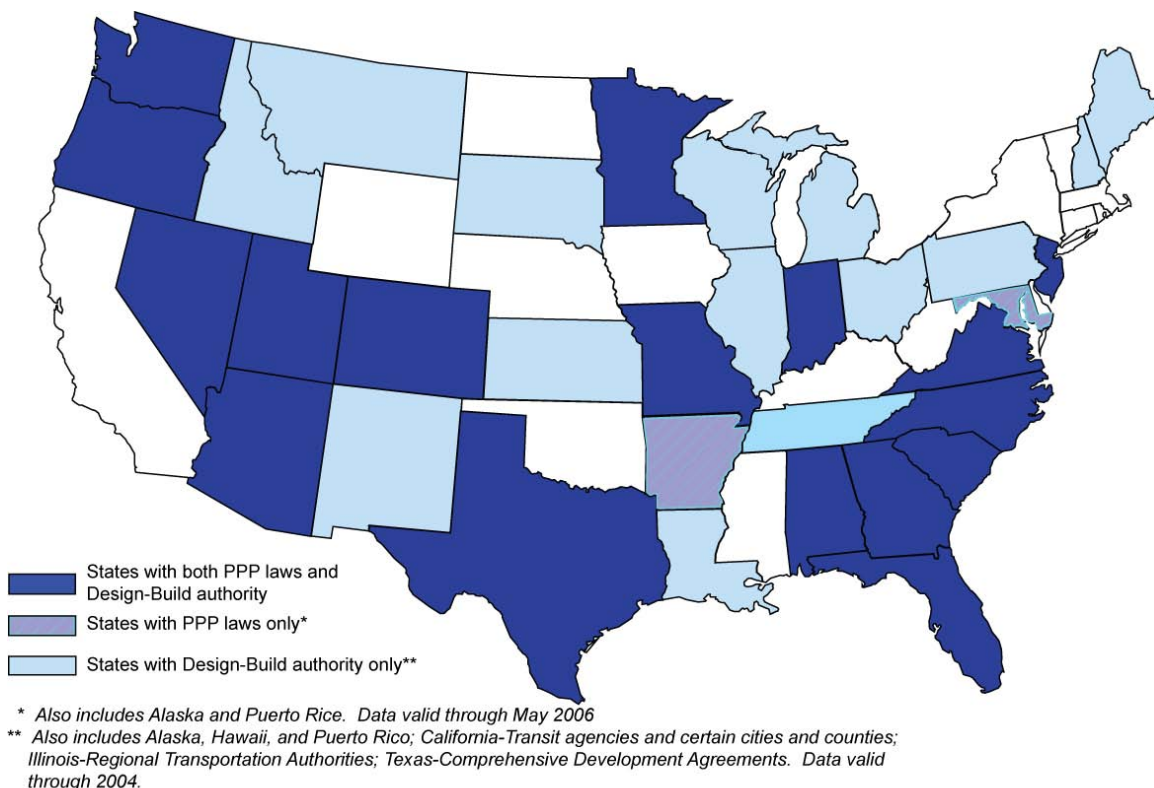 States with both PPP laws and
Design-Build authority
States with PPP laws only*
States with Design-Build authority only**
* Also includes Alaska and Puerto Rice. Data valid through May 2006
** Also includes Alaska, Hawaii, and Puerto Rico; California-Transit agencies and certain cities and counties;
Illinois-Regional Transportation Authorities; Texas-Comprehensive Development Agreements. Data valid
through 2004.